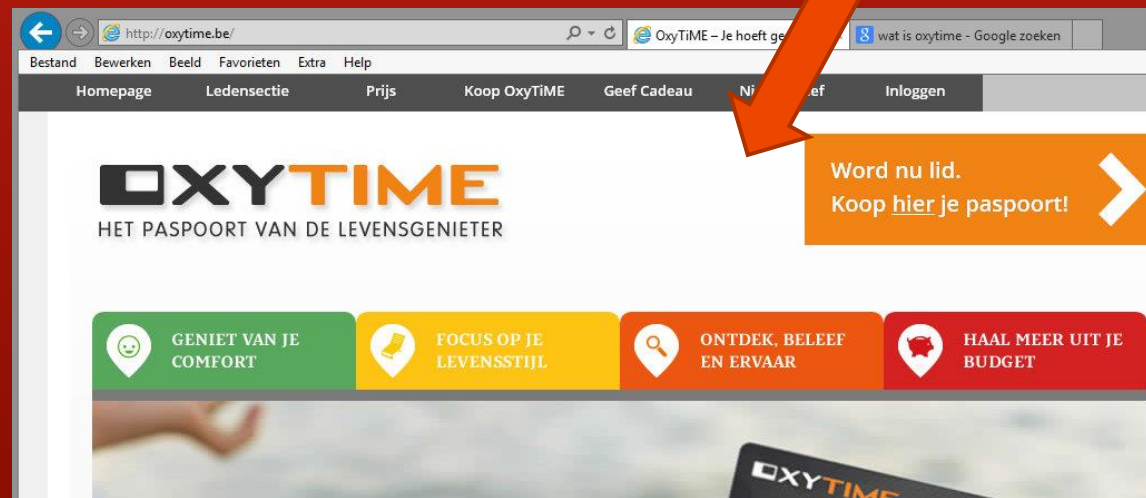 http://oxytime.be/
OxyTiME – Je hoeft
wat is oxytime - Google zoeken
Bestand Bewerken Beeld Favorieten Extra Help
Homepage Ledensectie Prijs Koop OxyTiME Geef Cadeau Inloggen
OXYTIME
HET PASPOORT VAN DE LEVENSGENIETER
Word nu lid.
Koop hier je paspoort!
GENIET VAN JE
COMFORT
FOCUS OP JE
LEVENSSTIJL
ONTDEK, BELEEF
EN ERVAAR
HAAL MEER UIT JE
BUDGET
OXYTIME